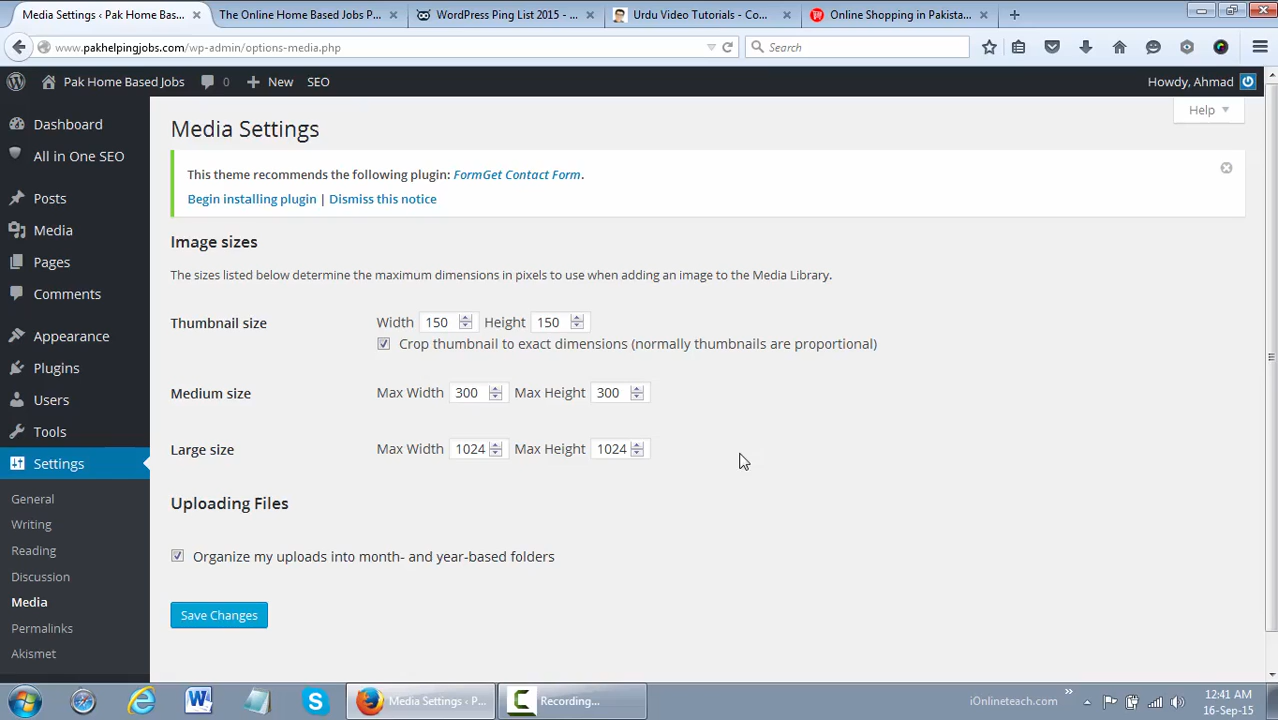 Media Settings ‹ Pak Home Bas...
The Online Home Based Jobs P...
WordPress Ping List 2015 - ...
Urdu Video Tutorials - Co...
Online Shopping in Pakista...
www.pakhelpingjobs.com/wp-admin/options-media.php
Search
Pak Home Based Jobs
0
New
SEO
Howdy, Ahmad
Dashboard
All in One SEO
Posts
Media
Pages
Comments
Appearance
Plugins
Users
Tools
Settings
General
Writing
Reading
Discussion
Media
Permalinks
Akismet
Help
Media Settings
This theme recommends the following plugin: FormGet Contact Form.
Begin installing plugin | Dismiss this notice
Image sizes
The sizes listed below determine the maximum dimensions in pixels to use when adding an image to the Media Library.
Thumbnail size
Width 150 Height 150
Crop thumbnail to exact dimensions (normally thumbnails are proportional)
Medium size
Max Width 300 Max Height 300
Large size
Max Width 1024 Max Height 1024
Uploading Files
Organize my uploads into month- and year-based folders
Save Changes
Media Settings ‹ P...
Recording...
iOnlineteach.com
12:41 AM
16-Sep-15